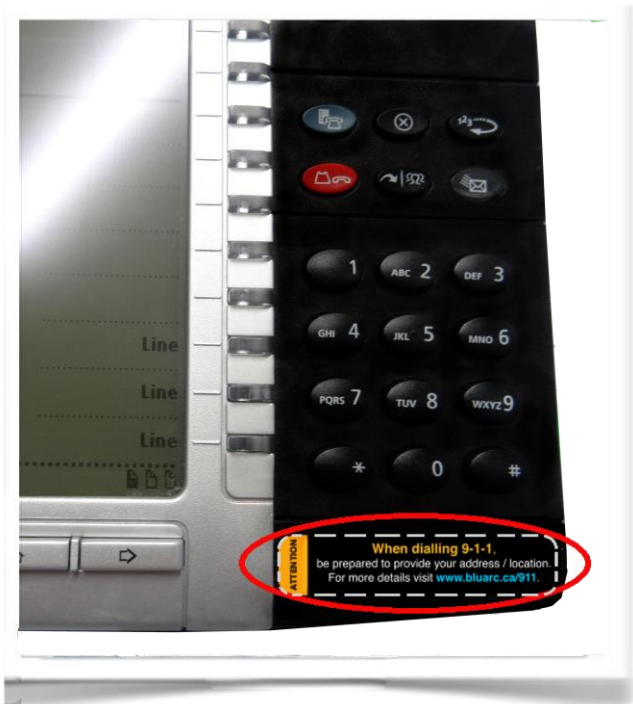 123
1
ABC 2
DEF 3
GHI 4
JKL 5
MNO 6
PQRS 7
TUV 8
WXYZ 9
*
0
#
Line
Line
Line
ATTENTION
When dialling 9-1-1,
be prepared to provide your address / location.
For more details visit www.bluarc.ca/911.